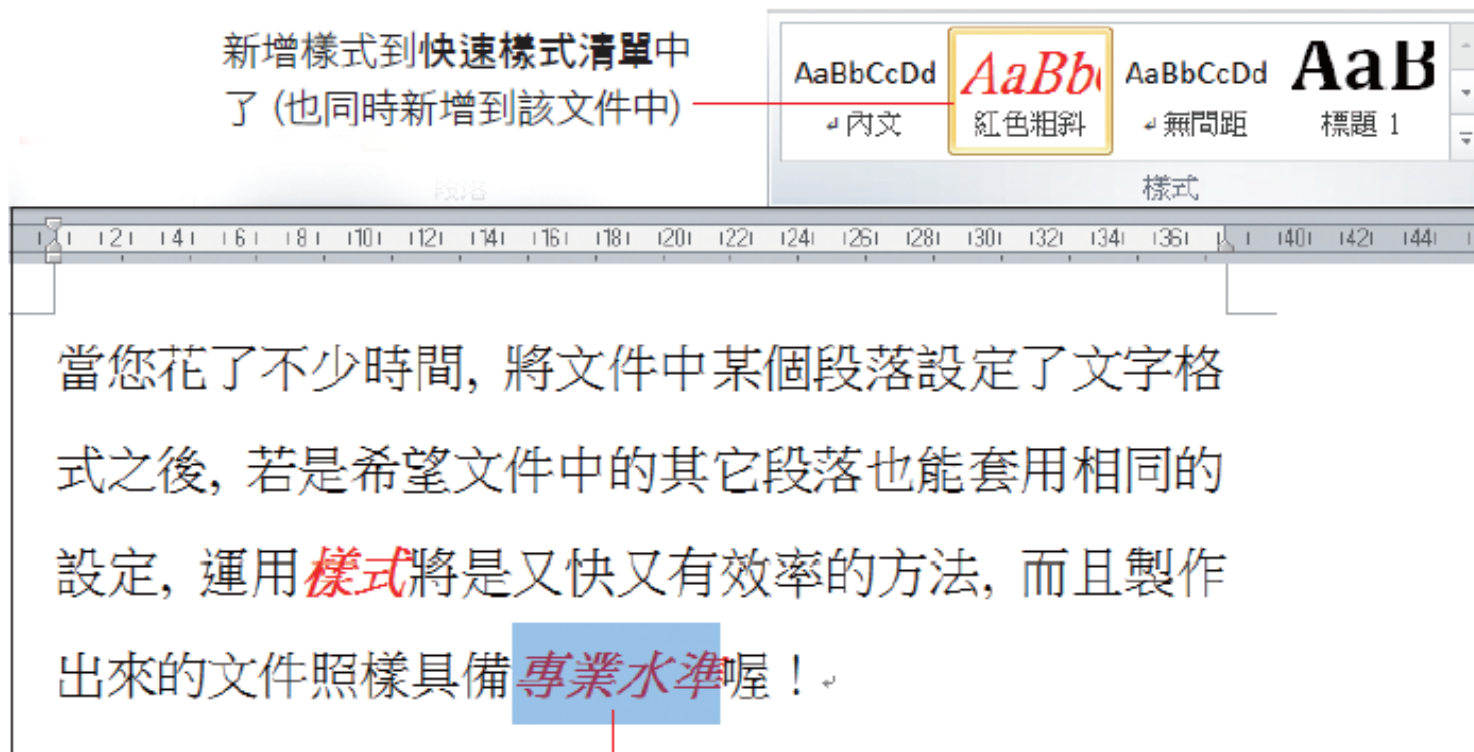 新增樣式到快速樣式清單中
了 (也同時新增到該文件中)
AaBbCcDd AaBb AaBbCcDd AaB
↲內文 紅色粗斜 ↲無間距 標題 1
段落 樣式
2 4 6 8 10 12 14 16 18 20 22 24 26 28 30 32 34 36 40 42 44
當您花了不少時間, 將文件中某個段落設定了文字格
式之後, 若是希望文件中的其它段落也能套用相同的
設定, 運用樣式將是又快又有效率的方法, 而且製作
出來的文件照樣具備專業水準喔！↵